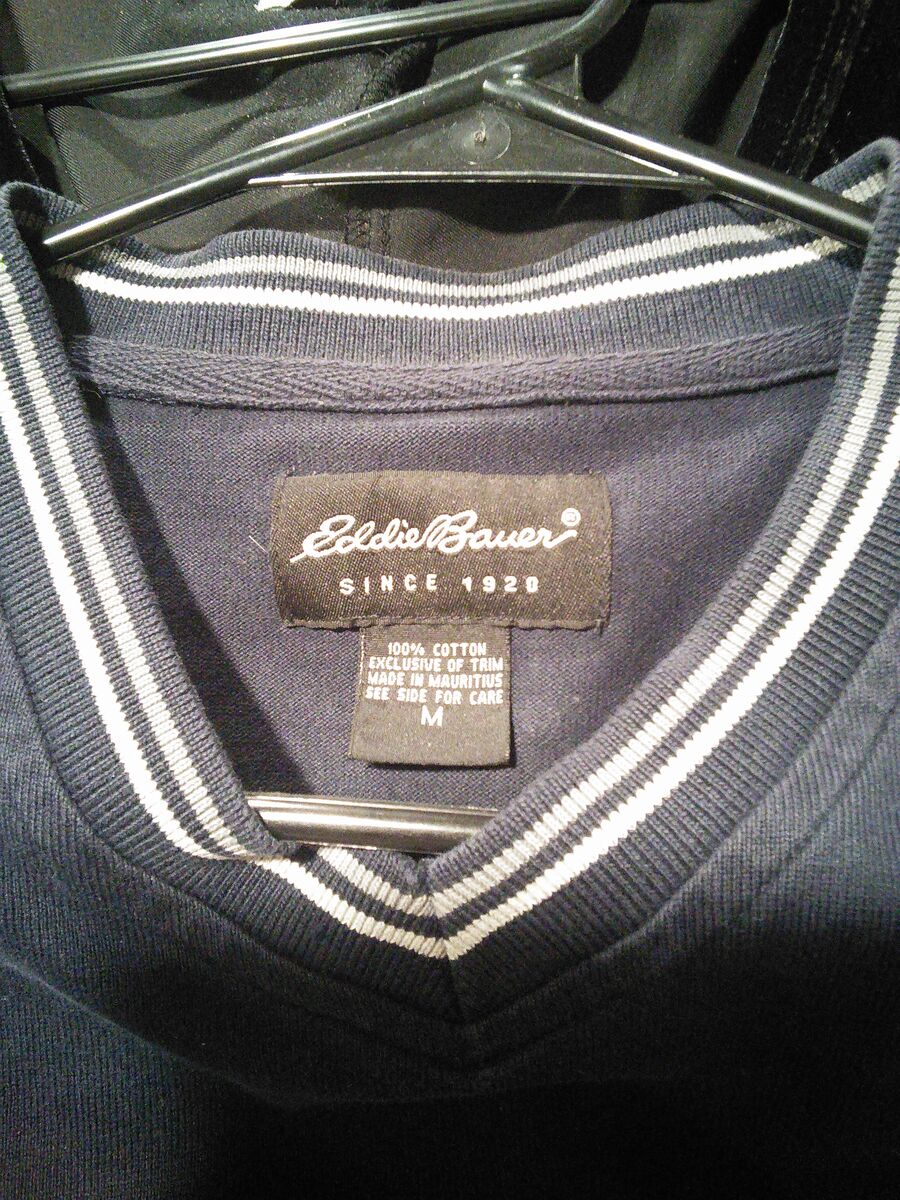 Eddie Bauer®
SINCE 1920
100% COTTON
EXCLUSIVE OF TRIM
MADE IN MAURITIUS
SEE SIDE FOR CARE
M